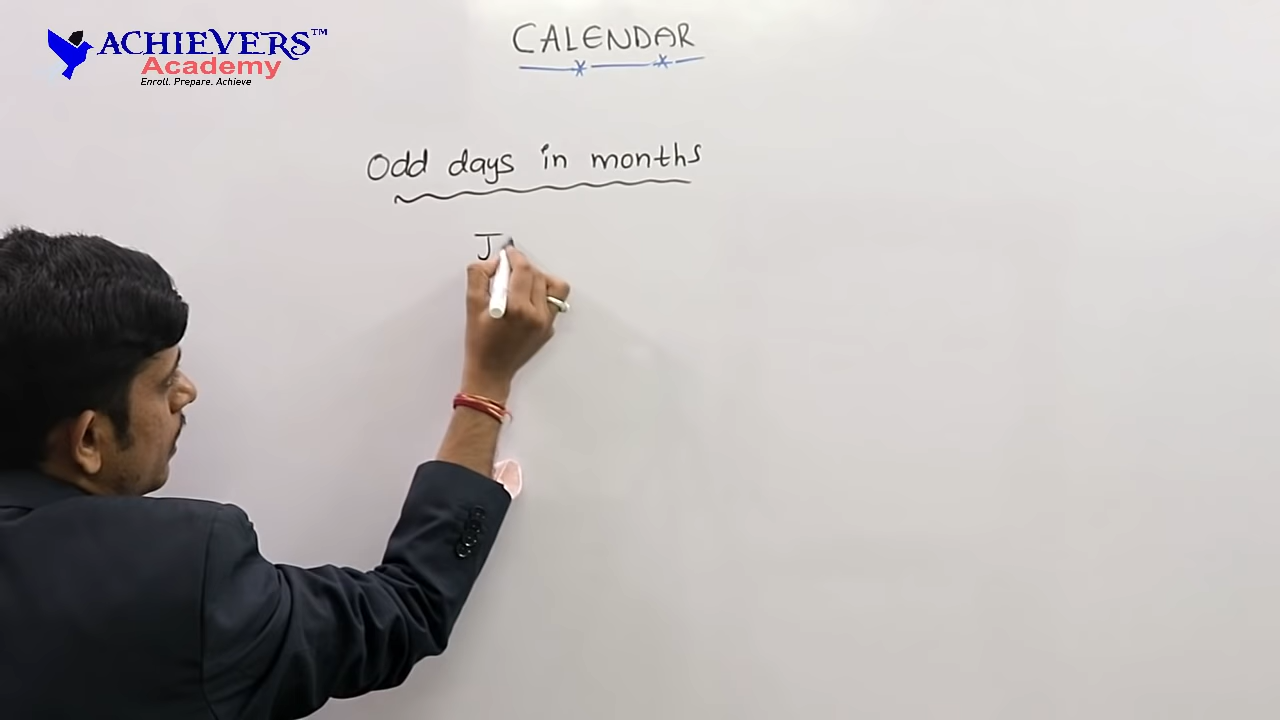 ACHIEVERS™
Academy
Enroll. Prepare. Achieve
CALENDAR
Odd days in months
J